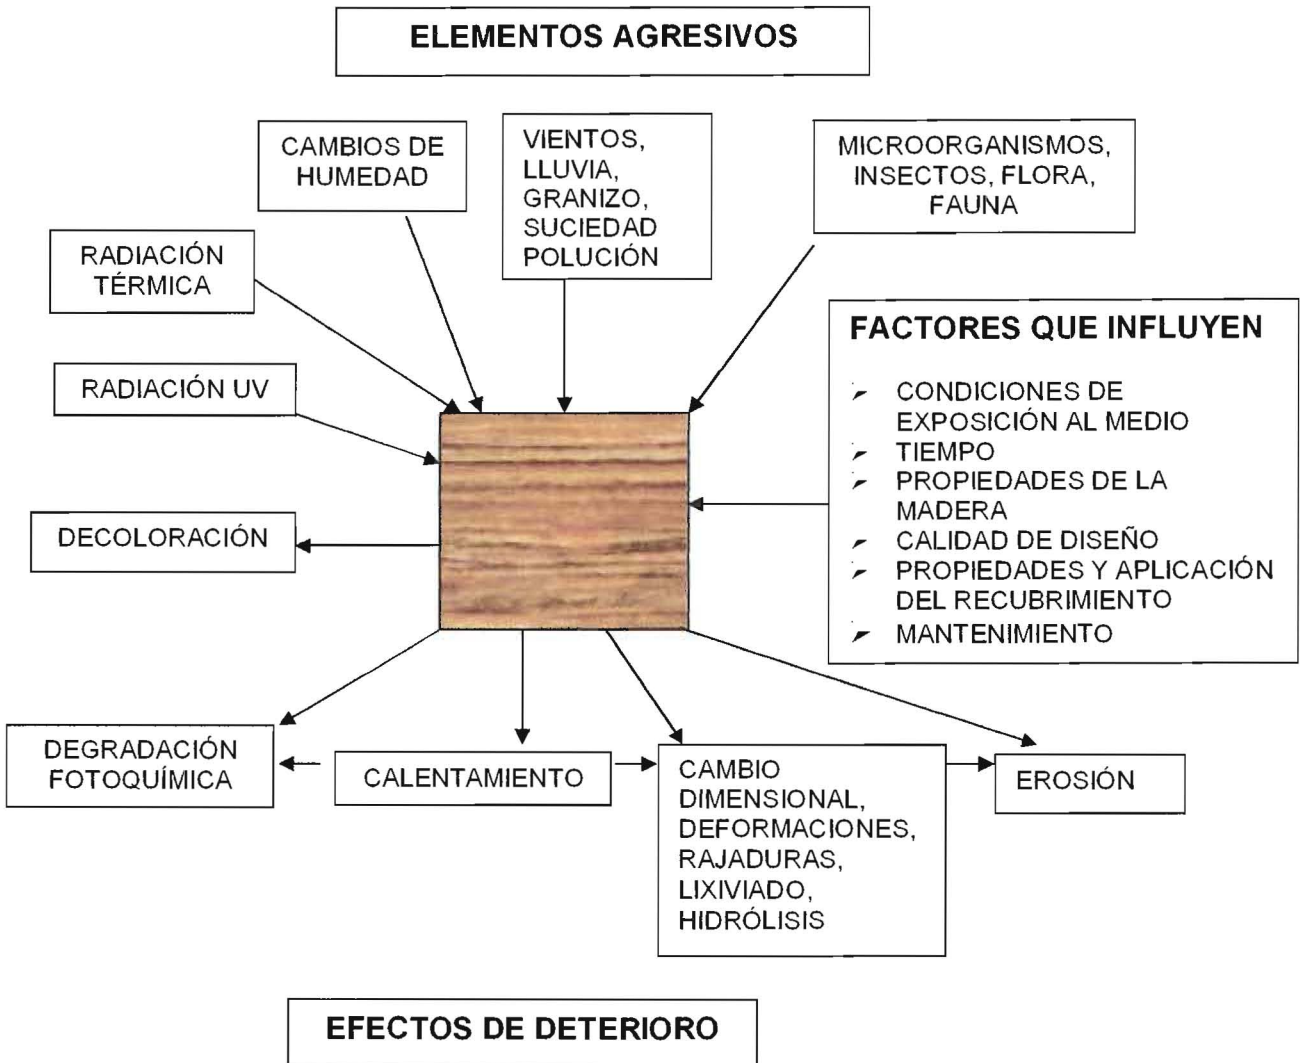 ELEMENTOS AGRESIVOS
CAMBIOS DE
HUMEDAD
VIENTOS,
LLUVIA,
GRANIZO,
SUCIEDAD
POLUCIÓN
MICROORGANISMOS,
INSECTOS, FLORA,
FAUNA
RADIACIÓN
TÉRMICA
RADIACIÓN UV
FACTORES QUE INFLUYEN
➢ CONDICIONES DE
EXPOSICIÓN AL MEDIO
➢ TIEMPO
➢ PROPIEDADES DE LA
MADERA
➢ CALIDAD DE DISEÑO
➢ PROPIEDADES Y APLICACIÓN
DEL RECUBRIMIENTO
➢ MANTENIMIENTO
DECOLORACIÓN
DEGRADACIÓN
FOTOQUÍMICA
CALENTAMIENTO
CAMBIO
DIMENSIONAL,
DEFORMACIONES,
RAJADURAS,
LIXIVIADO,
HIDRÓLISIS
EROSIÓN
EFECTOS DE DETERIORO